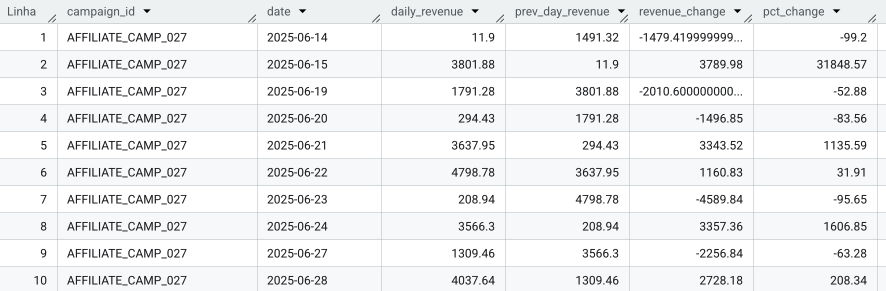 Linha campaign_id date daily_revenue prev_day_revenue revenue_change pct_change
1 AFFILIATE_CAMP_027 2025-06-14 11.9 1491.32 -1479.419999999... -99.2
2 AFFILIATE_CAMP_027 2025-06-15 3801.88 11.9 3789.98 31848.57
3 AFFILIATE_CAMP_027 2025-06-19 1791.28 3801.88 -2010.600000000... -52.88
4 AFFILIATE_CAMP_027 2025-06-20 294.43 1791.28 -1496.85 -83.56
5 AFFILIATE_CAMP_027 2025-06-21 3637.95 294.43 3343.52 1135.59
6 AFFILIATE_CAMP_027 2025-06-22 4798.78 3637.95 1160.83 31.91
7 AFFILIATE_CAMP_027 2025-06-23 208.94 4798.78 -4589.84 -95.65
8 AFFILIATE_CAMP_027 2025-06-24 3566.3 208.94 3357.36 1606.85
9 AFFILIATE_CAMP_027 2025-06-27 1309.46 3566.3 -2256.84 -63.28
10 AFFILIATE_CAMP_027 2025-06-28 4037.64 1309.46 2728.18 208.34